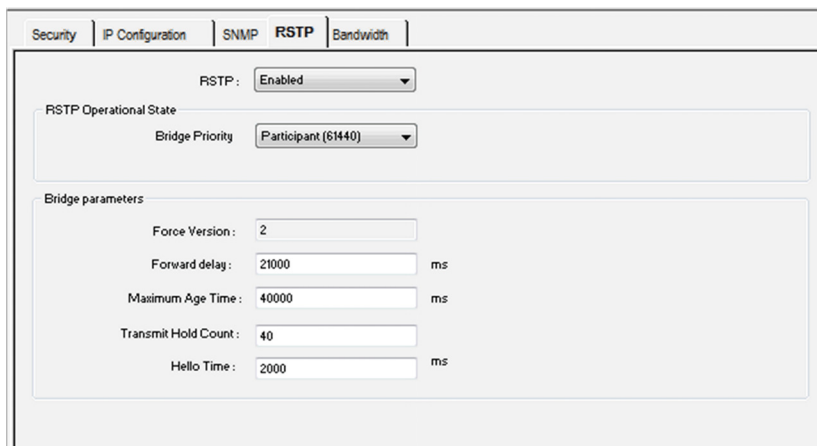 Security IP Configuration SNMP RSTP Bandwidth
RSTP : Enabled
RSTP Operational State
Bridge Priority Participant (61440)
Bridge parameters
Force Version : 2
Forward delay : 21000 ms
Maximum Age Time : 40000 ms
Transmit Hold Count : 40
Hello Time : 2000 ms